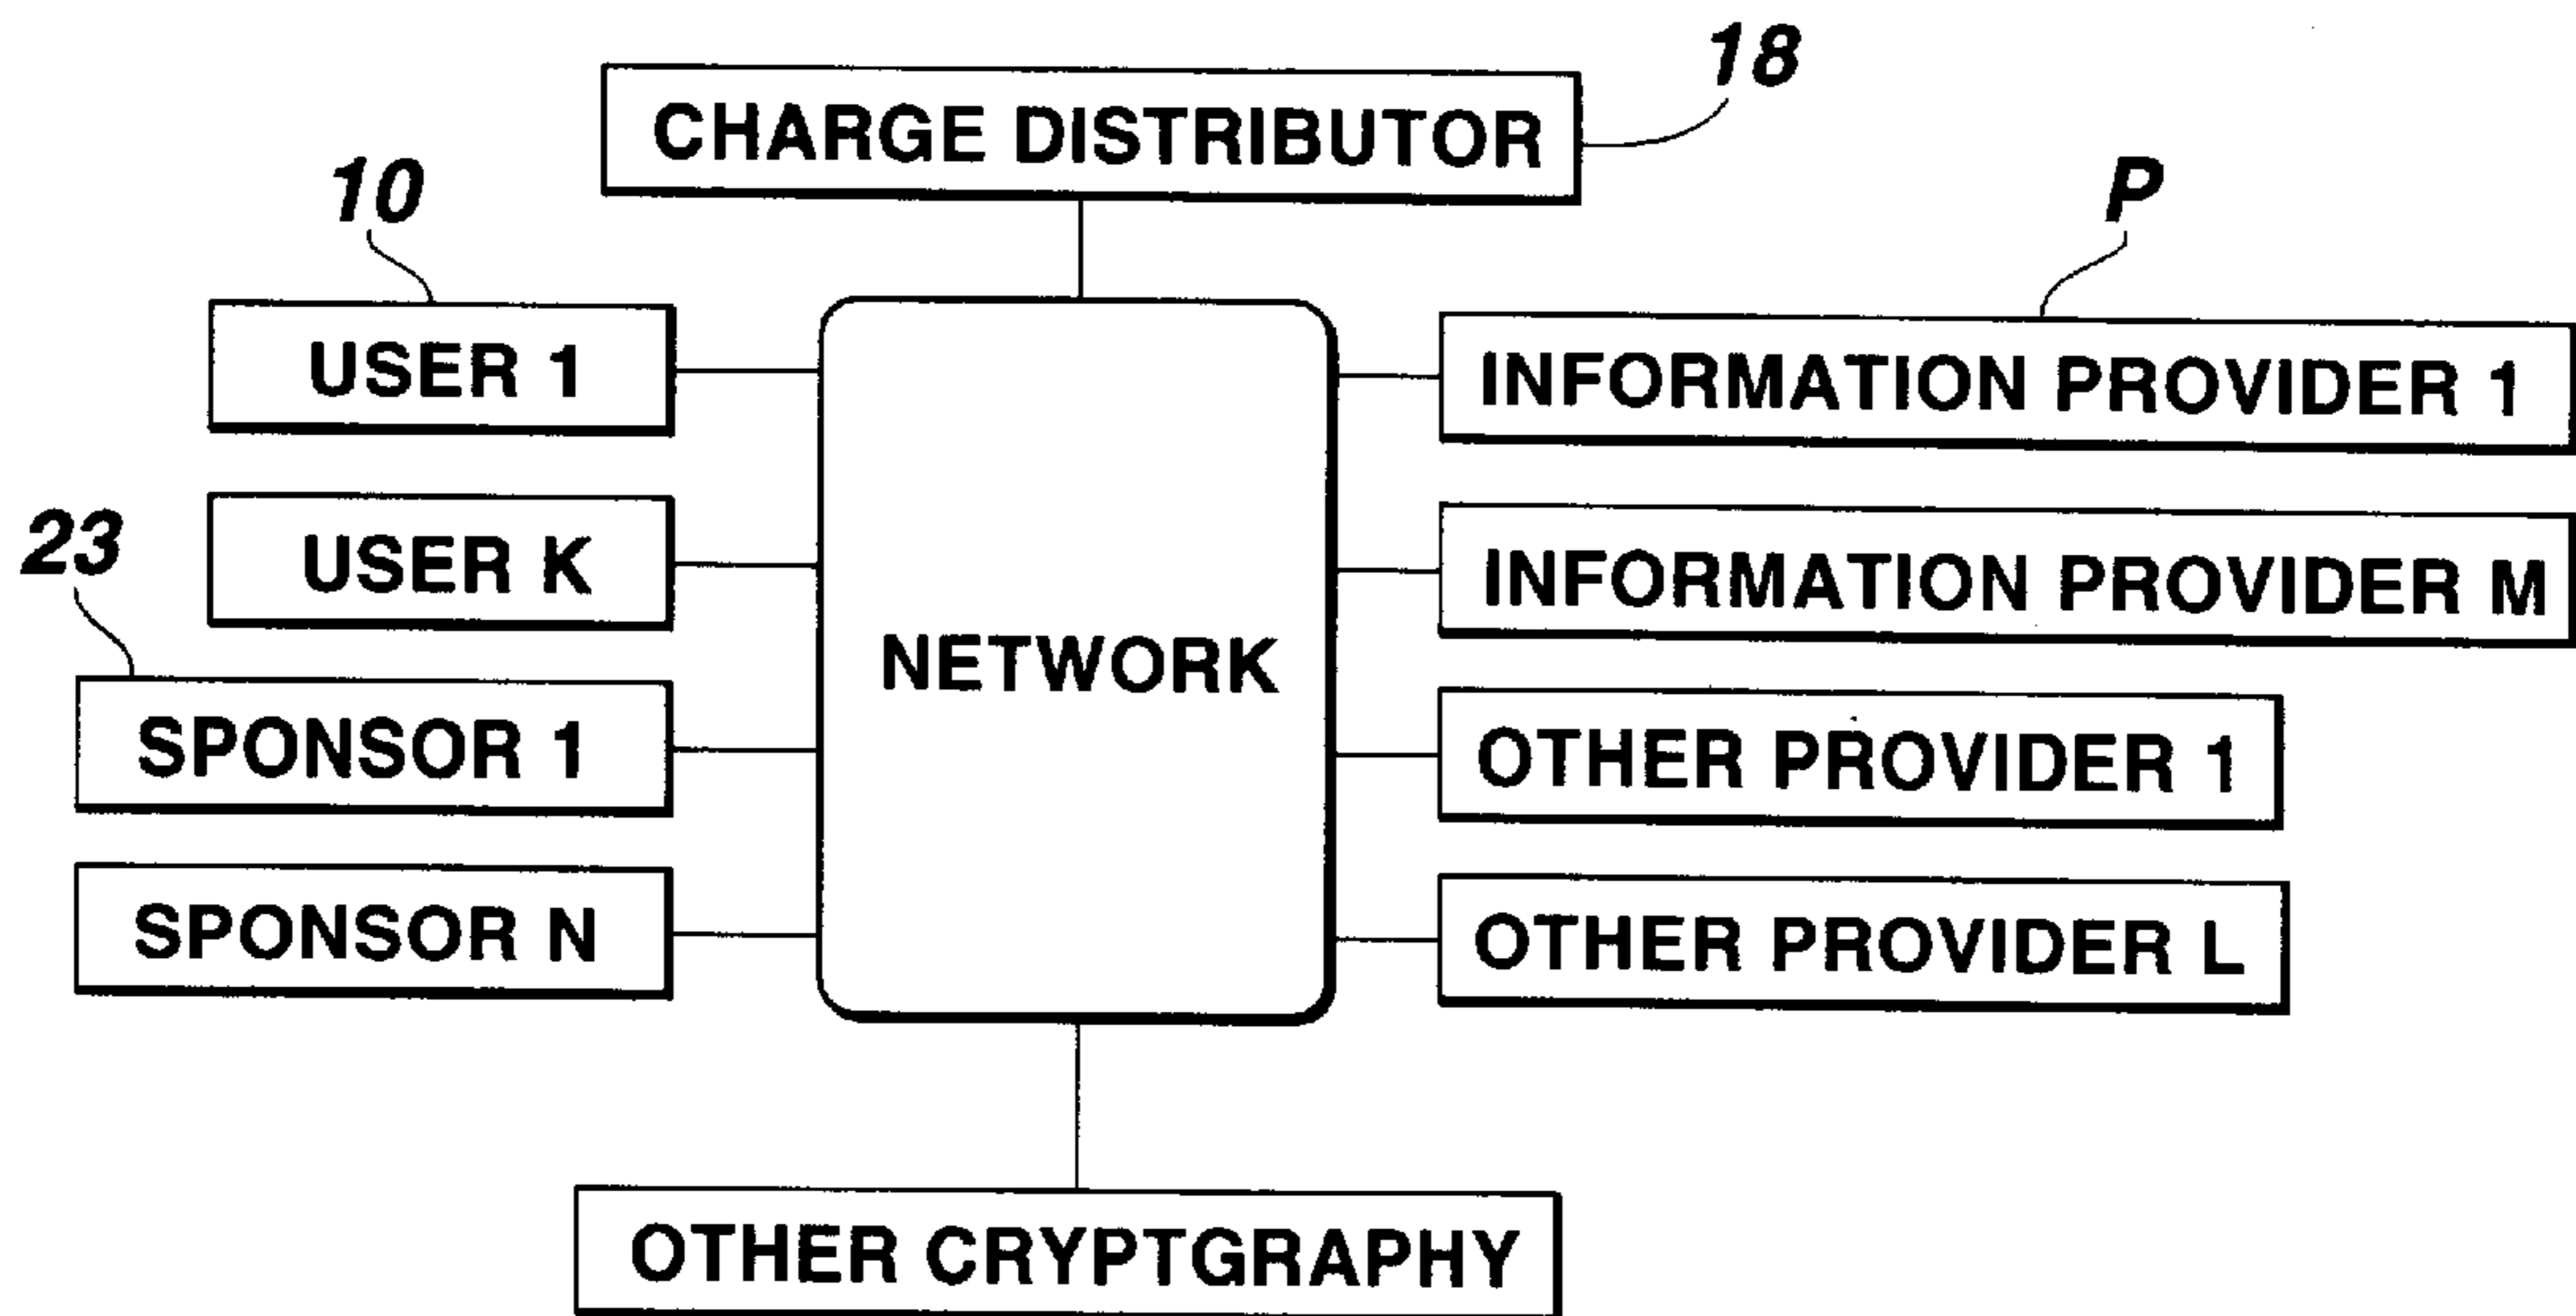 18
CHARGE DISTRIBUTOR
10
P
USER 1
INFORMATION PROVIDER 1
USER K
INFORMATION PROVIDER M
23
NETWORK
SPONSOR 1
OTHER PROVIDER 1
SPONSOR N
OTHER PROVIDER L
OTHER CRYPTGRAPHY